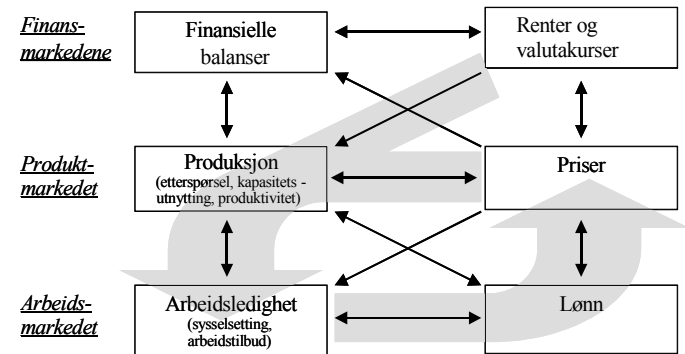 Finans-
markedene
Finansielle
balanser
Renter og
valutakurser
Produkt-
markedet
Produksjon
(etterspørsel, kapasitets -
utnytting, produktivitet)
Priser
Arbeids-
markedet
Arbeidsledighet
(sysselsetting,
arbeidstilbud)
Lønn